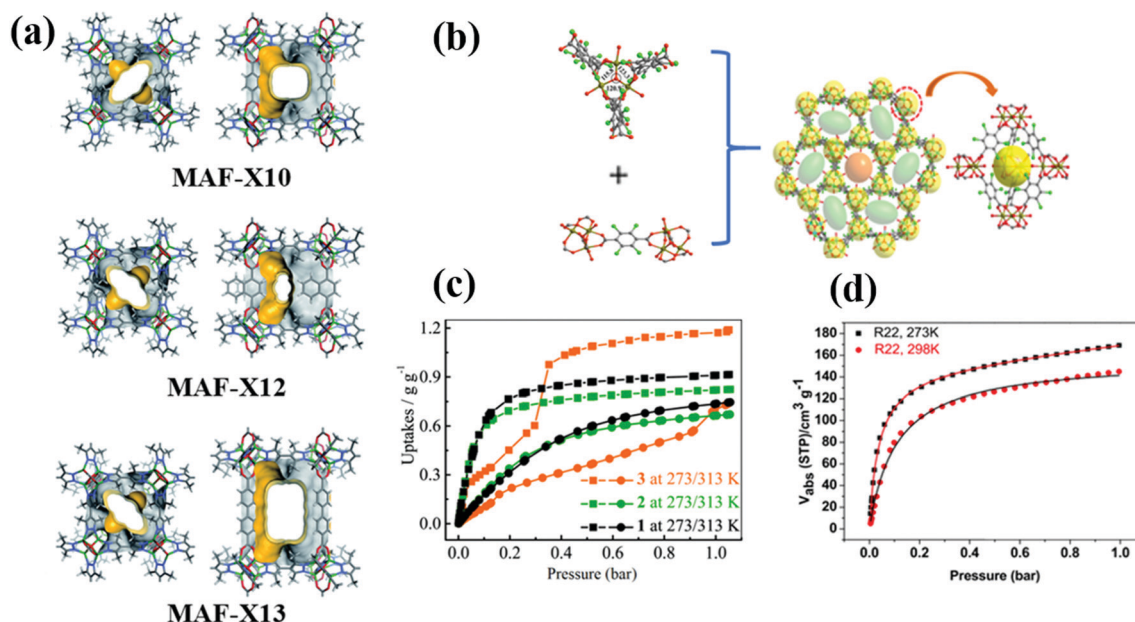 (a)
MAF-X10
MAF-X12
MAF-X13
(b)
+
(c)
Uptakes / g g⁻¹
1.2
0.9
0.6
0.3
0.0
3 at 273/313 K
2 at 273/313 K
1 at 273/313 K
0.0 0.2 0.4 0.6 0.8 1.0
Pressure (bar)
(d)
Vabs (STP)/cm³ g⁻¹
180
160
140
120
100
80
60
40
20
0
R22, 273K
R22, 298K
0.0 0.2 0.4 0.6 0.8 1.0
Pressure (bar)